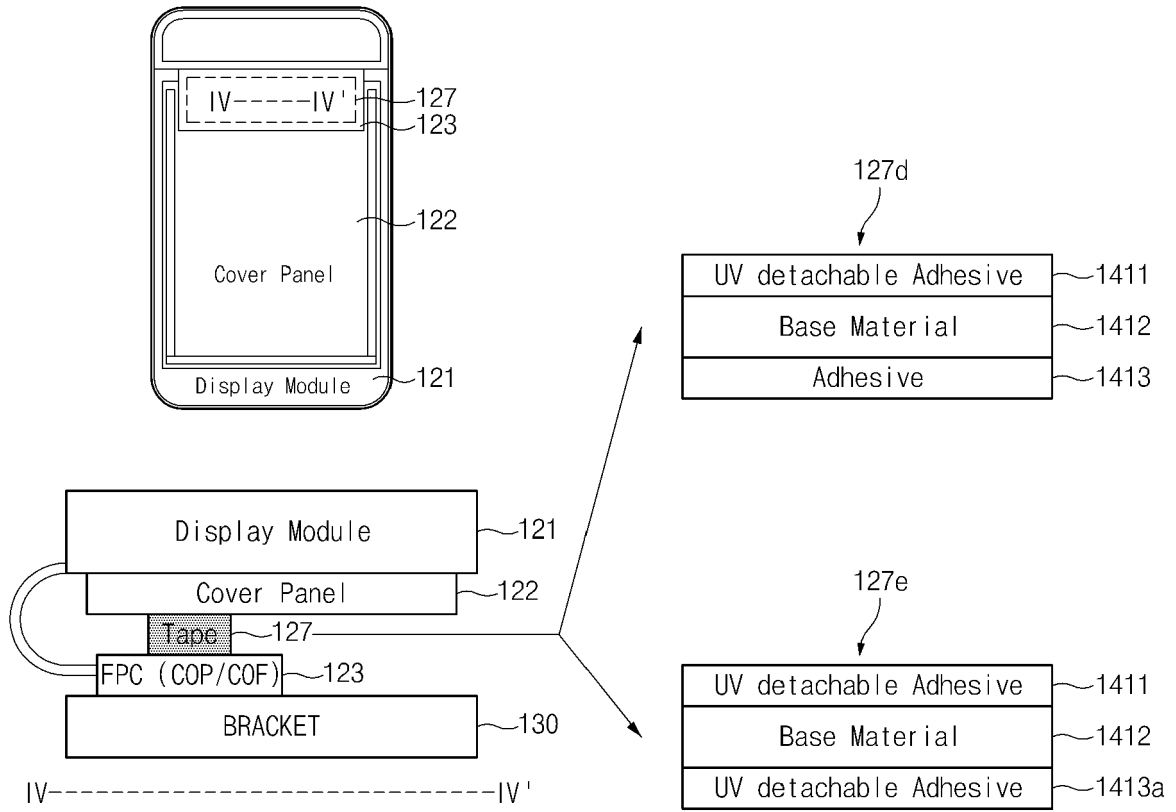 IV-----IV'
127
123
122
Cover Panel
Display Module
121
Display Module
121
Cover Panel
122
Tape
127
FPC (COP/COF)
123
BRACKET
130
IV-----------------------------IV'
127d
UV detachable Adhesive
1411
Base Material
1412
Adhesive
1413
127e
UV detachable Adhesive
1411
Base Material
1412
UV detachable Adhesive
1413a